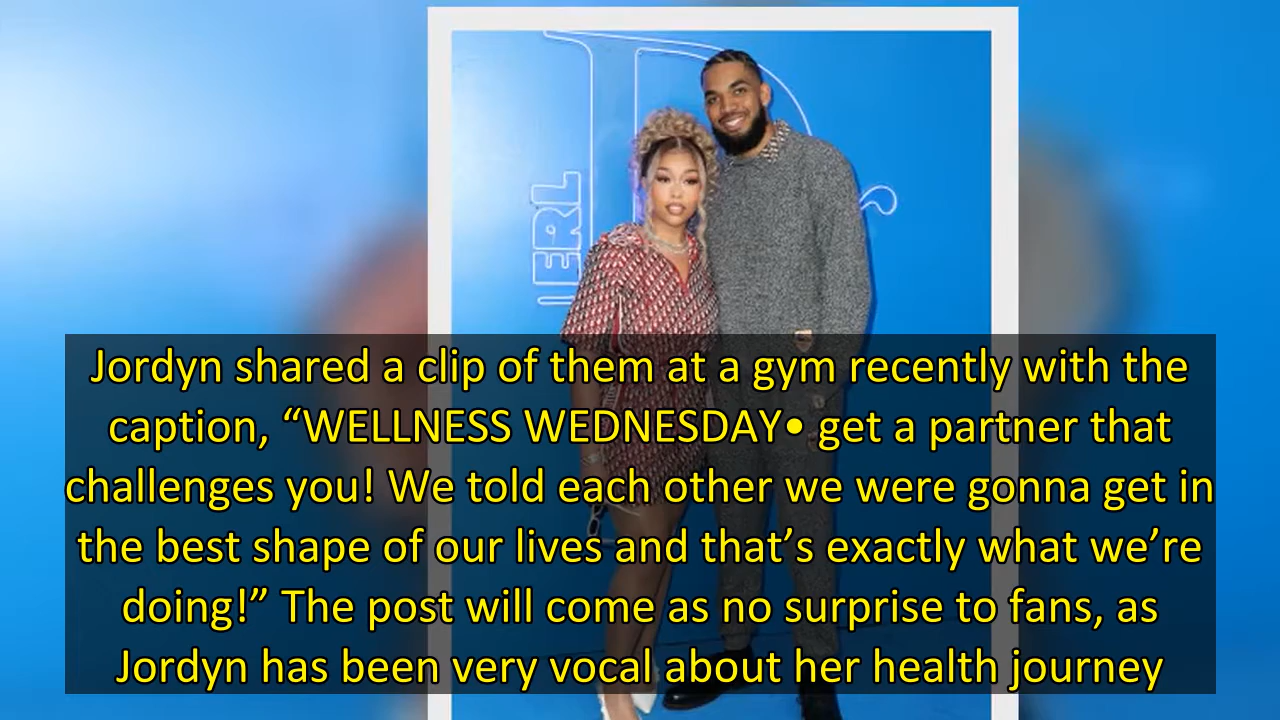 IERL
Jordyn shared a clip of them at a gym recently with the
caption, “WELLNESS WEDNESDAY• get a partner that
challenges you! We told each other we were gonna get in
the best shape of our lives and that’s exactly what we’re
doing!” The post will come as no surprise to fans, as
Jordyn has been very vocal about her health journey